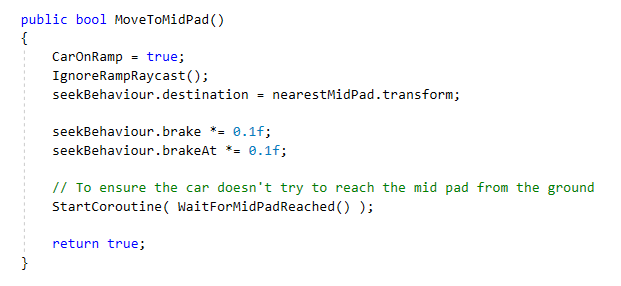 public bool MoveToMidPad()
{
    CarOnRamp = true;
    IgnoreRampRaycast();
    seekBehaviour.destination = nearestMidPad.transform;

    seekBehaviour.brake *= 0.1f;
    seekBehaviour.brakeAt *= 0.1f;

    // To ensure the car doesn't try to reach the mid pad from the ground
    StartCoroutine( WaitForMidPadReached() );

    return true;
}